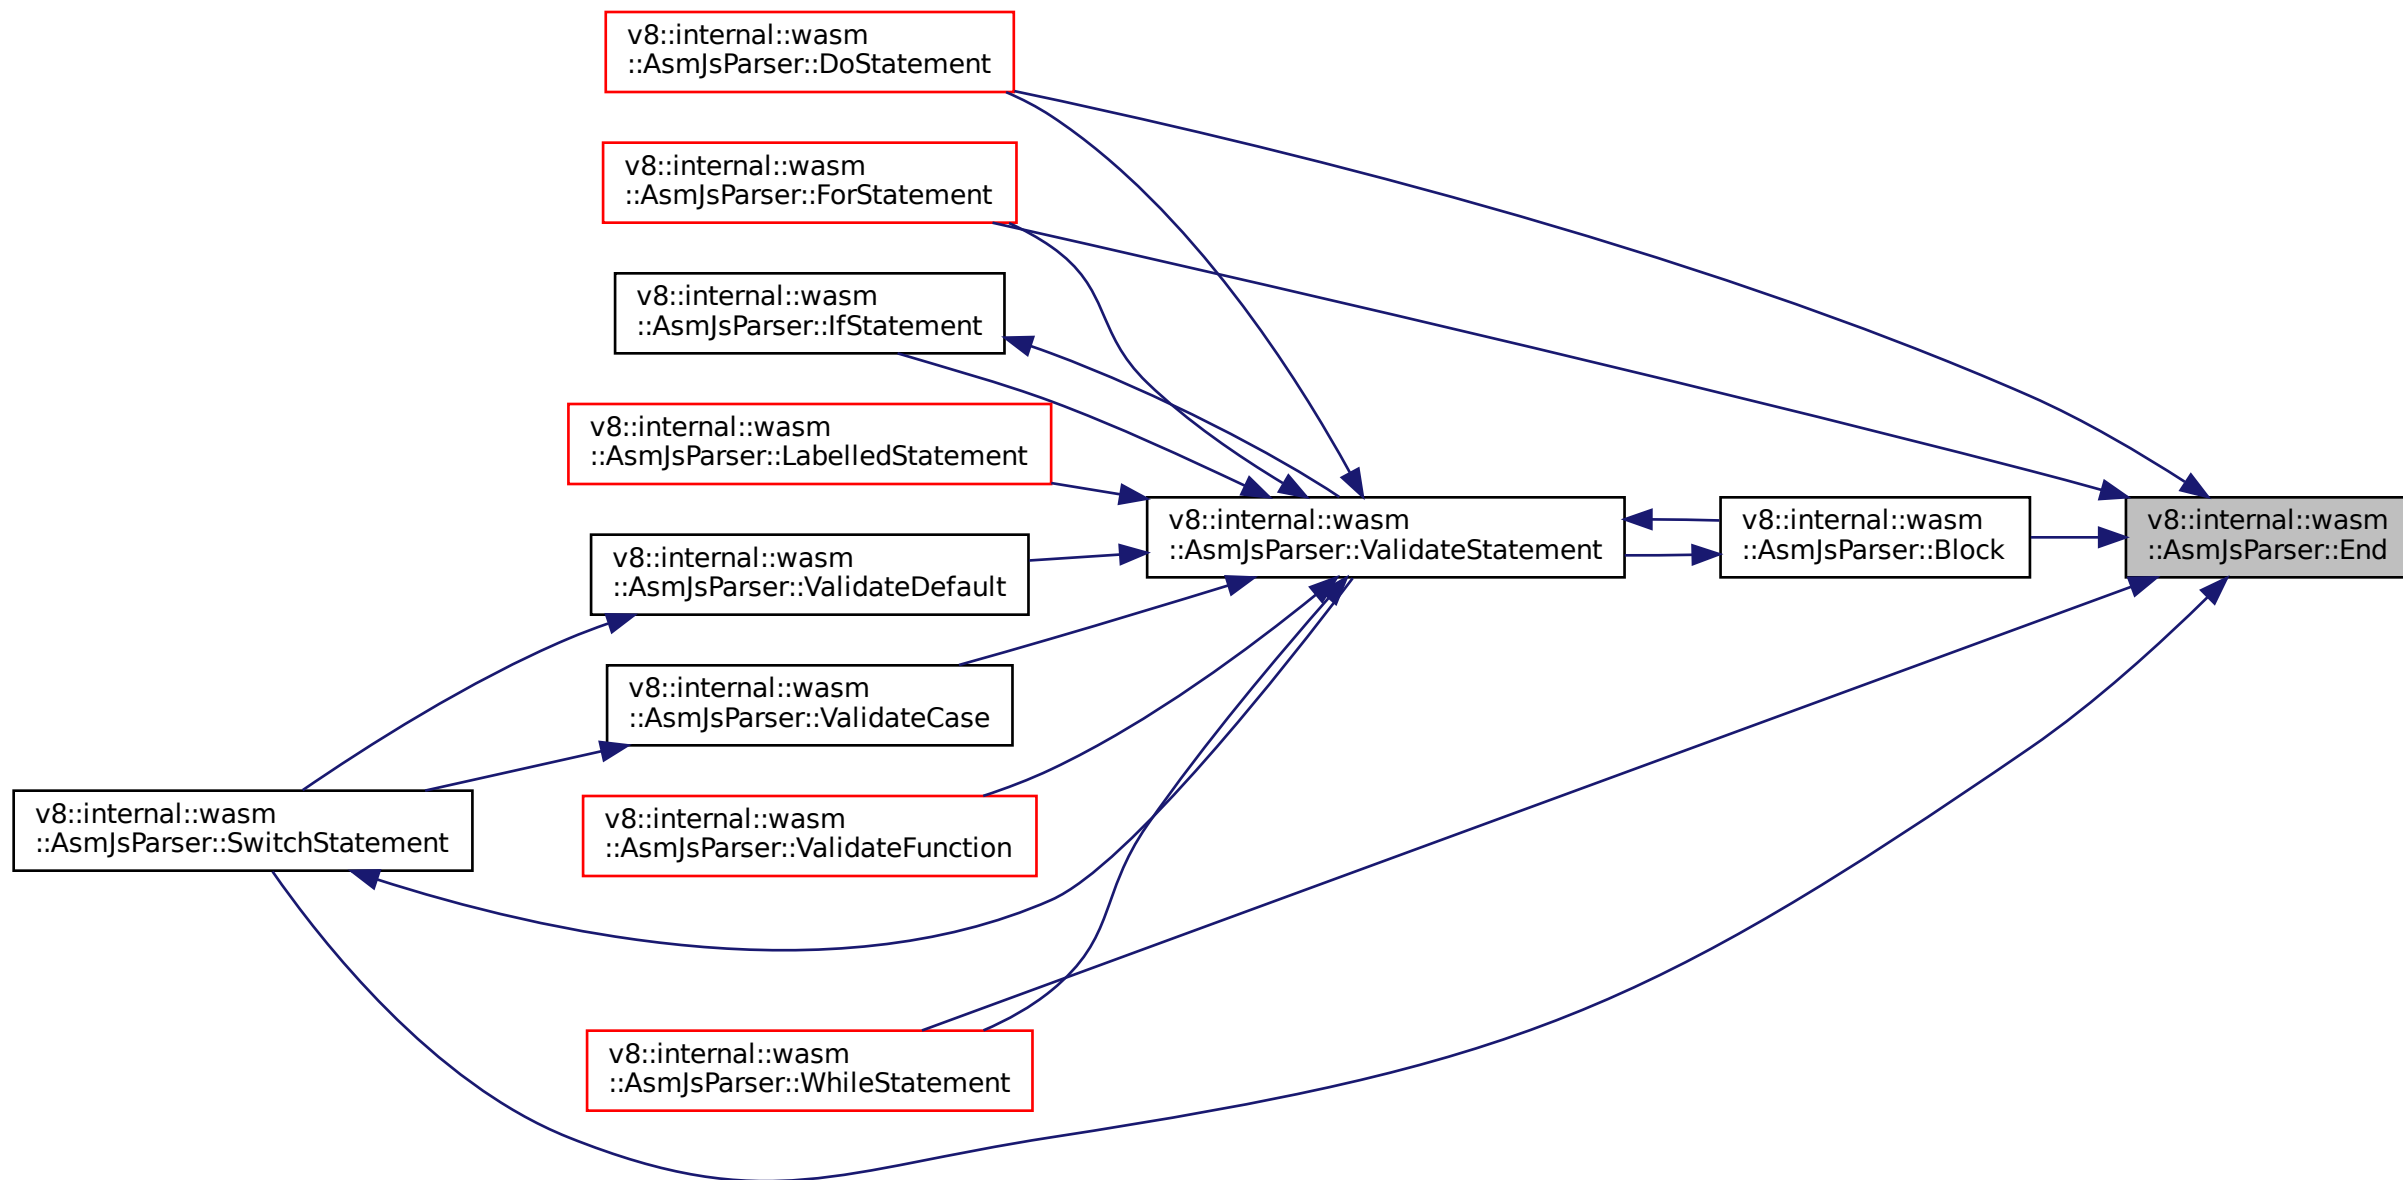 v8::internal::wasm
::AsmJsParser::DoStatement
v8::internal::wasm
::AsmJsParser::ForStatement
v8::internal::wasm
::AsmJsParser::IfStatement
v8::internal::wasm
::AsmJsParser::LabelledStatement
v8::internal::wasm
::AsmJsParser::ValidateStatement
v8::internal::wasm
::AsmJsParser::Block
v8::internal::wasm
::AsmJsParser::End
v8::internal::wasm
::AsmJsParser::ValidateDefault
v8::internal::wasm
::AsmJsParser::ValidateCase
v8::internal::wasm
::AsmJsParser::SwitchStatement
v8::internal::wasm
::AsmJsParser::ValidateFunction
v8::internal::wasm
::AsmJsParser::WhileStatement